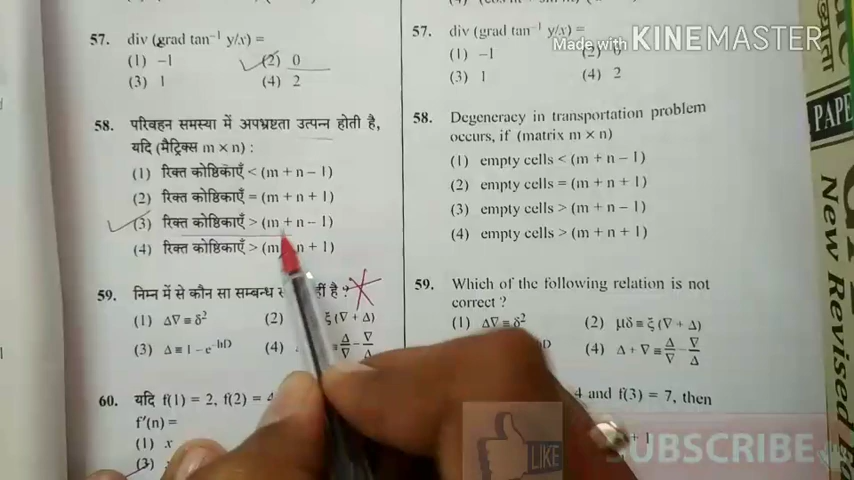 57. div (grad tan⁻¹ y/x) =
(1) –1 (2) 0
(3) 1 (4) 2
58. परिवहन समस्या में अपभ्रष्टता उत्पन्न होती है,
यदि (मैट्रिक्स m × n) :
(1) रिक्त कोष्ठिकाएँ < (m + n – 1)
(2) रिक्त कोष्ठिकाएँ = (m + n + 1)
(3) रिक्त कोष्ठिकाएँ > (m + n – 1)
(4) रिक्त कोष्ठिकाएँ > (m n + 1)
59. निम्न में से कौन सा सम्बन्ध हीं है ?
(1) Δ∇ ≡ δ² (2) ξ (∇ + Δ)
(3) Δ ≡ 1 – e⁻ʰᴰ (4) Δ/∇ – ∇/Δ
60. यदि f(1) = 2, f(2) =
f′(n) =
(1) x
(3)
57. div (grad tan⁻¹ y/x) =
(1) –1 (2) 0
(3) 1 (4) 2
58. Degeneracy in transportation problem
occurs, if (matrix m × n)
(1) empty cells < (m + n – 1)
(2) empty cells = (m + n + 1)
(3) empty cells > (m + n – 1)
(4) empty cells > (m + n + 1)
59. Which of the following relation is not
correct ?
(1) Δ∇ ≡ δ² (2) μδ ≡ ξ (∇ + Δ)
(4) Δ + ∇ ≡ Δ/∇ – ∇/Δ
4 and f(3) = 7, then
+ 1
Made with KINEMASTER
PAPER
New
Revised
LIKE
SUBSCRIBE